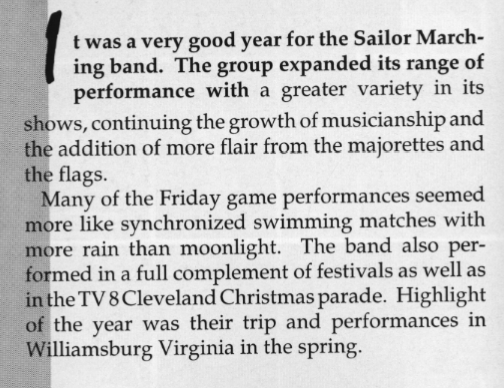 It was a very good year for the Sailor March-
ing band. The group expanded its range of
performance with a greater variety in its
shows, continuing the growth of musicianship and
the addition of more flair from the majorettes and
the flags.
Many of the Friday game performances seemed
more like synchronized swimming matches with
more rain than moonlight. The band also per-
formed in a full complement of festivals as well as
in the TV 8 Cleveland Christmas parade. Highlight
of the year was their trip and performances in
Williamsburg Virginia in the spring.